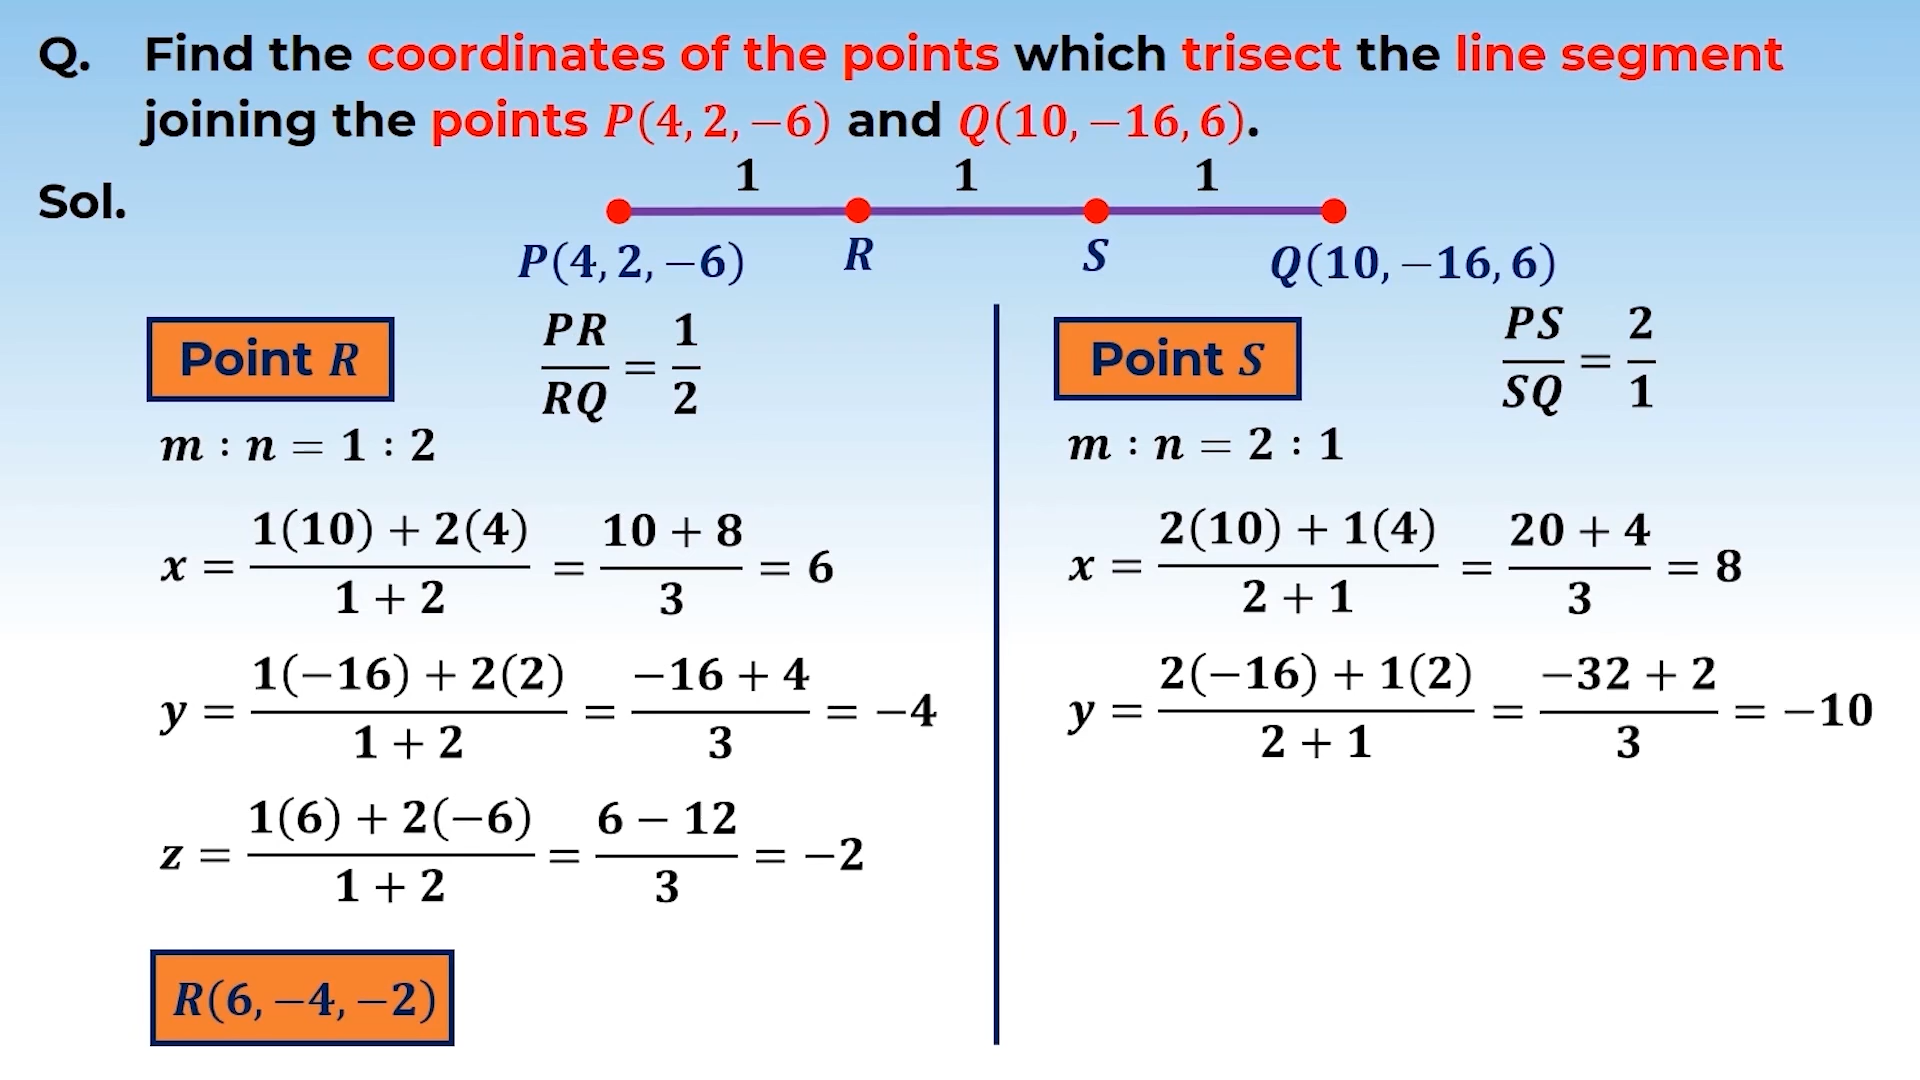 Q. Find the coordinates of the points which trisect the line segment
joining the points P(4, 2, −6) and Q(10, −16, 6).
Sol.
1 1 1
P(4, 2, −6) R S Q(10, −16, 6)
Point R
PR/RQ = 1/2
m : n = 1 : 2
x = (1(10) + 2(4))/(1 + 2) = (10 + 8)/3 = 6
y = (1(−16) + 2(2))/(1 + 2) = (−16 + 4)/3 = −4
z = (1(6) + 2(−6))/(1 + 2) = (6 − 12)/3 = −2
R(6, −4, −2)
Point S
PS/SQ = 2/1
m : n = 2 : 1
x = (2(10) + 1(4))/(2 + 1) = (20 + 4)/3 = 8
y = (2(−16) + 1(2))/(2 + 1) = (−32 + 2)/3 = −10